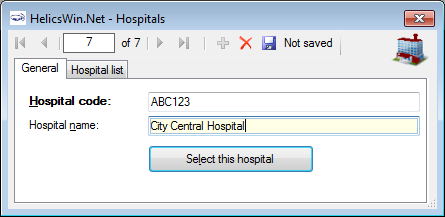 HelicsWin.Net - Hospitals
7 of 7 Not saved
General Hospital list
Hospital code: ABC123
Hospital name: City Central Hospital
Select this hospital